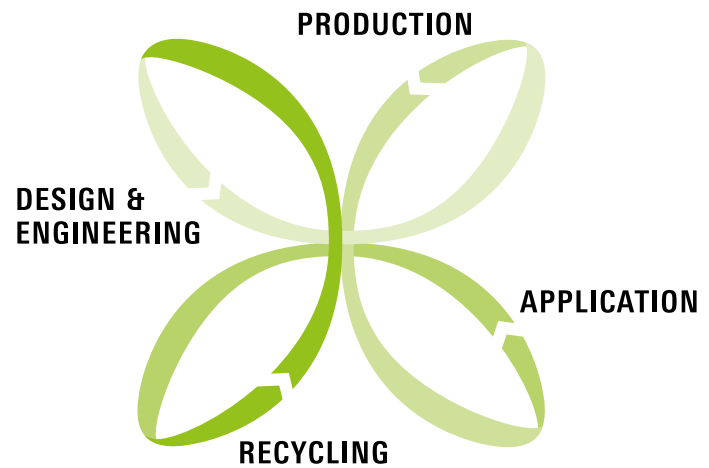 PRODUCTION
DESIGN &
ENGINEERING
APPLICATION
RECYCLING